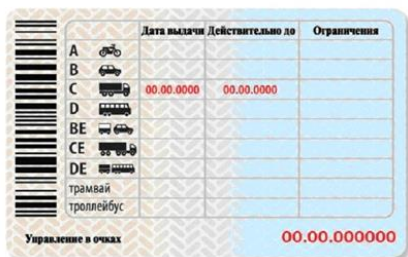 Дата выдачи Действительно до Ограничения
A
B
C 00.00.0000 00.00.0000
D
BE
CE
DE
трамвай
троллейбус
Управление в очках 00.00.000000